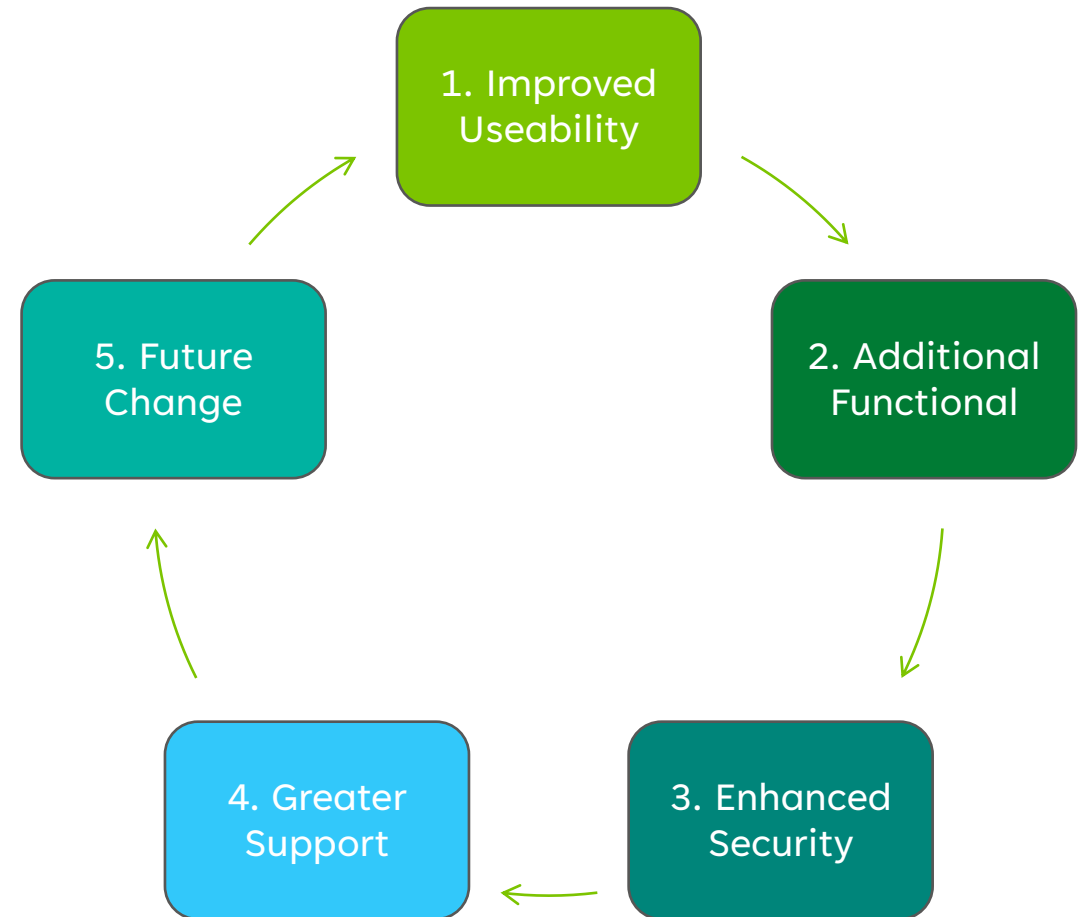 1. Improved
Useability
2. Additional
Functional
3. Enhanced
Security
4. Greater
Support
5. Future
Change